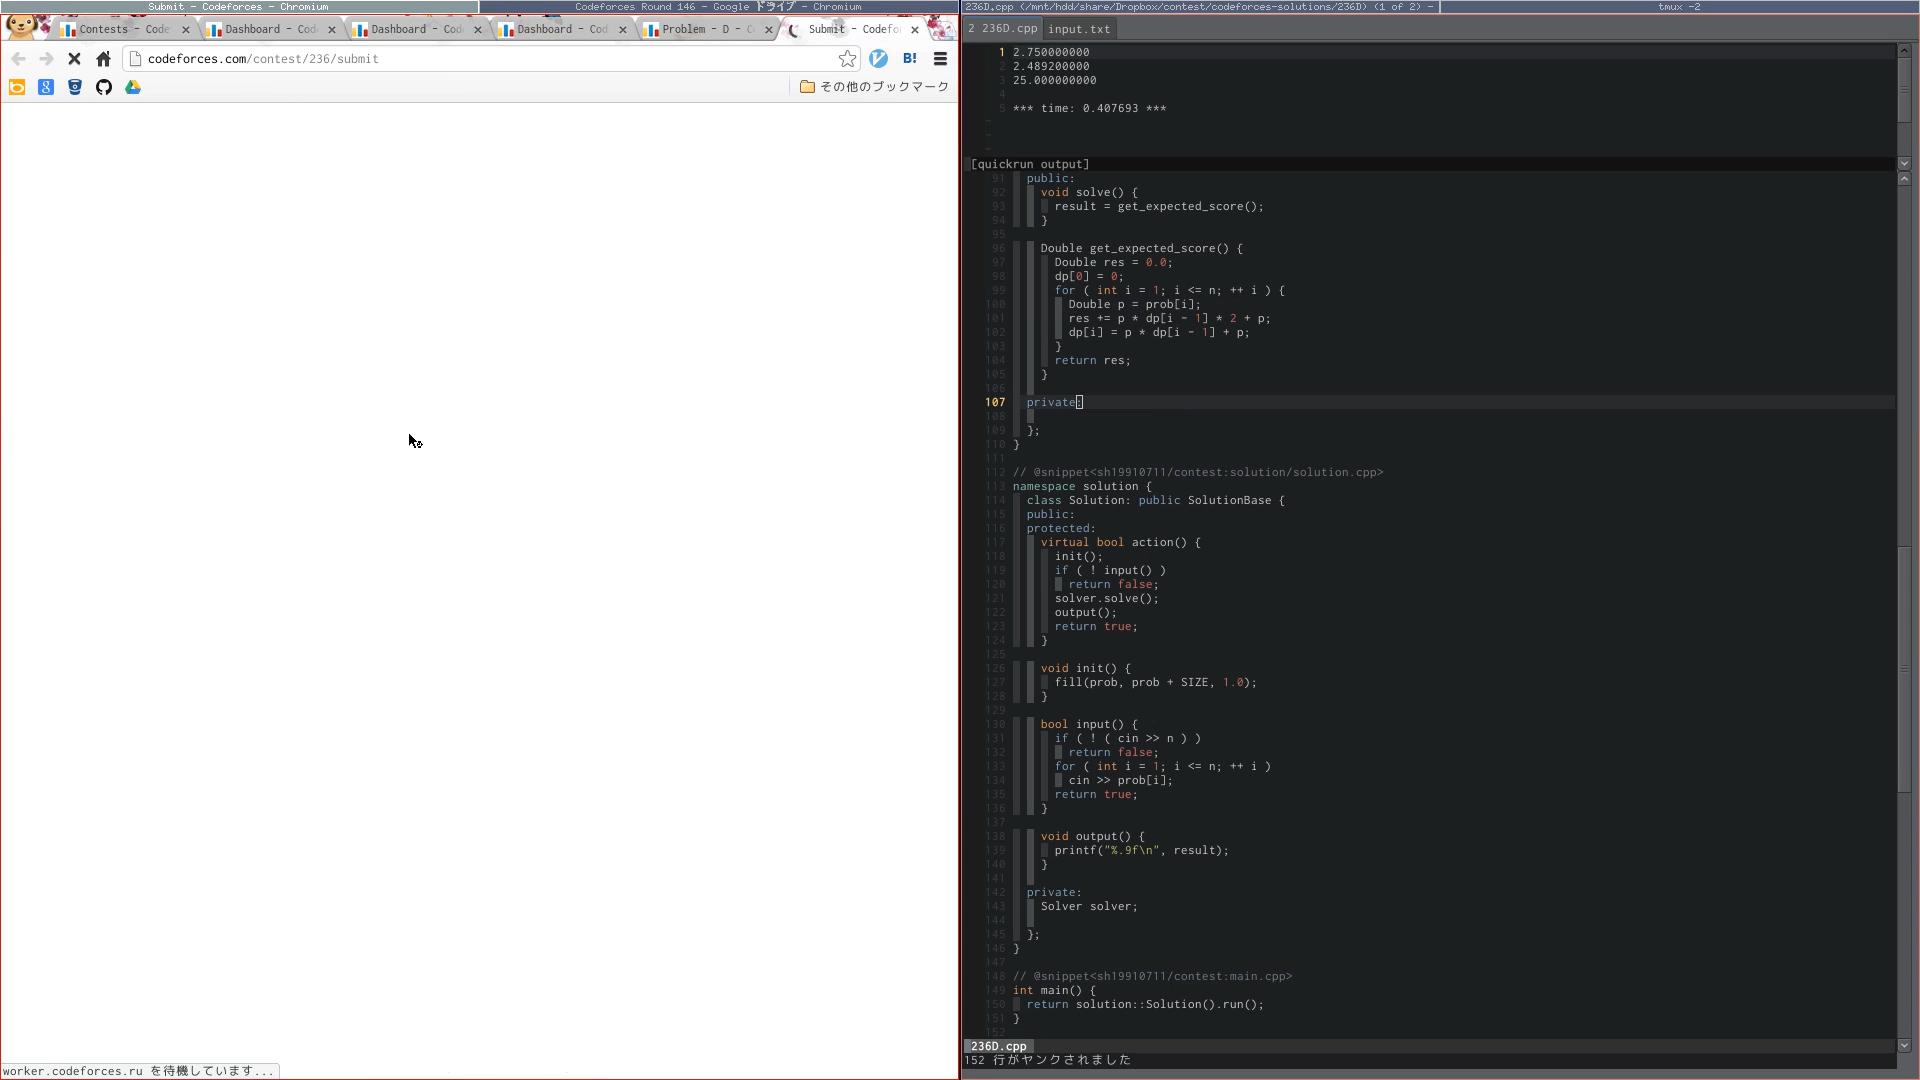 Submit - Codeforces - Chromium
Codeforces Round 146 - Google ドライブ - Chromium
236D.cpp (/mnt/hdd/share/Dropbox/contest/codeforces-solutions/236D) (1 of 2) -
tmux -2
Contests - Code
Dashboard - Cod
Dashboard - Cod
Dashboard - Cod
Problem - D - C
Submit - Codefo
codeforces.com/contest/236/submit
B!
その他のブックマーク
worker.codeforces.ru を待機しています...
2 236D.cpp input.txt
1 2.750000000
2 2.489200000
3 25.000000000
4
5 *** time: 0.407693 ***
[quickrun output]
91 public:
92 void solve() {
93 result = get_expected_score();
94 }
95
96 Double get_expected_score() {
97 Double res = 0.0;
98 dp[0] = 0;
99 for ( int i = 1; i <= n; ++ i ) {
100 Double p = prob[i];
101 res += p * dp[i - 1] * 2 + p;
102 dp[i] = p * dp[i - 1] + p;
103 }
104 return res;
105 }
106
107 private:
108
109 };
110 }
111
112 // @snippet<sh19910711/contest:solution/solution.cpp>
113 namespace solution {
114 class Solution: public SolutionBase {
115 public:
116 protected:
117 virtual bool action() {
118 init();
119 if ( ! input() )
120 return false;
121 solver.solve();
122 output();
123 return true;
124 }
125
126 void init() {
127 fill(prob, prob + SIZE, 1.0);
128 }
129
130 bool input() {
131 if ( ! ( cin >> n ) )
132 return false;
133 for ( int i = 1; i <= n; ++ i )
134 cin >> prob[i];
135 return true;
136 }
137
138 void output() {
139 printf("%.9f\n", result);
140 }
141
142 private:
143 Solver solver;
144
145 };
146 }
147
148 // @snippet<sh19910711/contest:main.cpp>
149 int main() {
150 return solution::Solution().run();
151 }
152
236D.cpp
152 行がヤンクされました